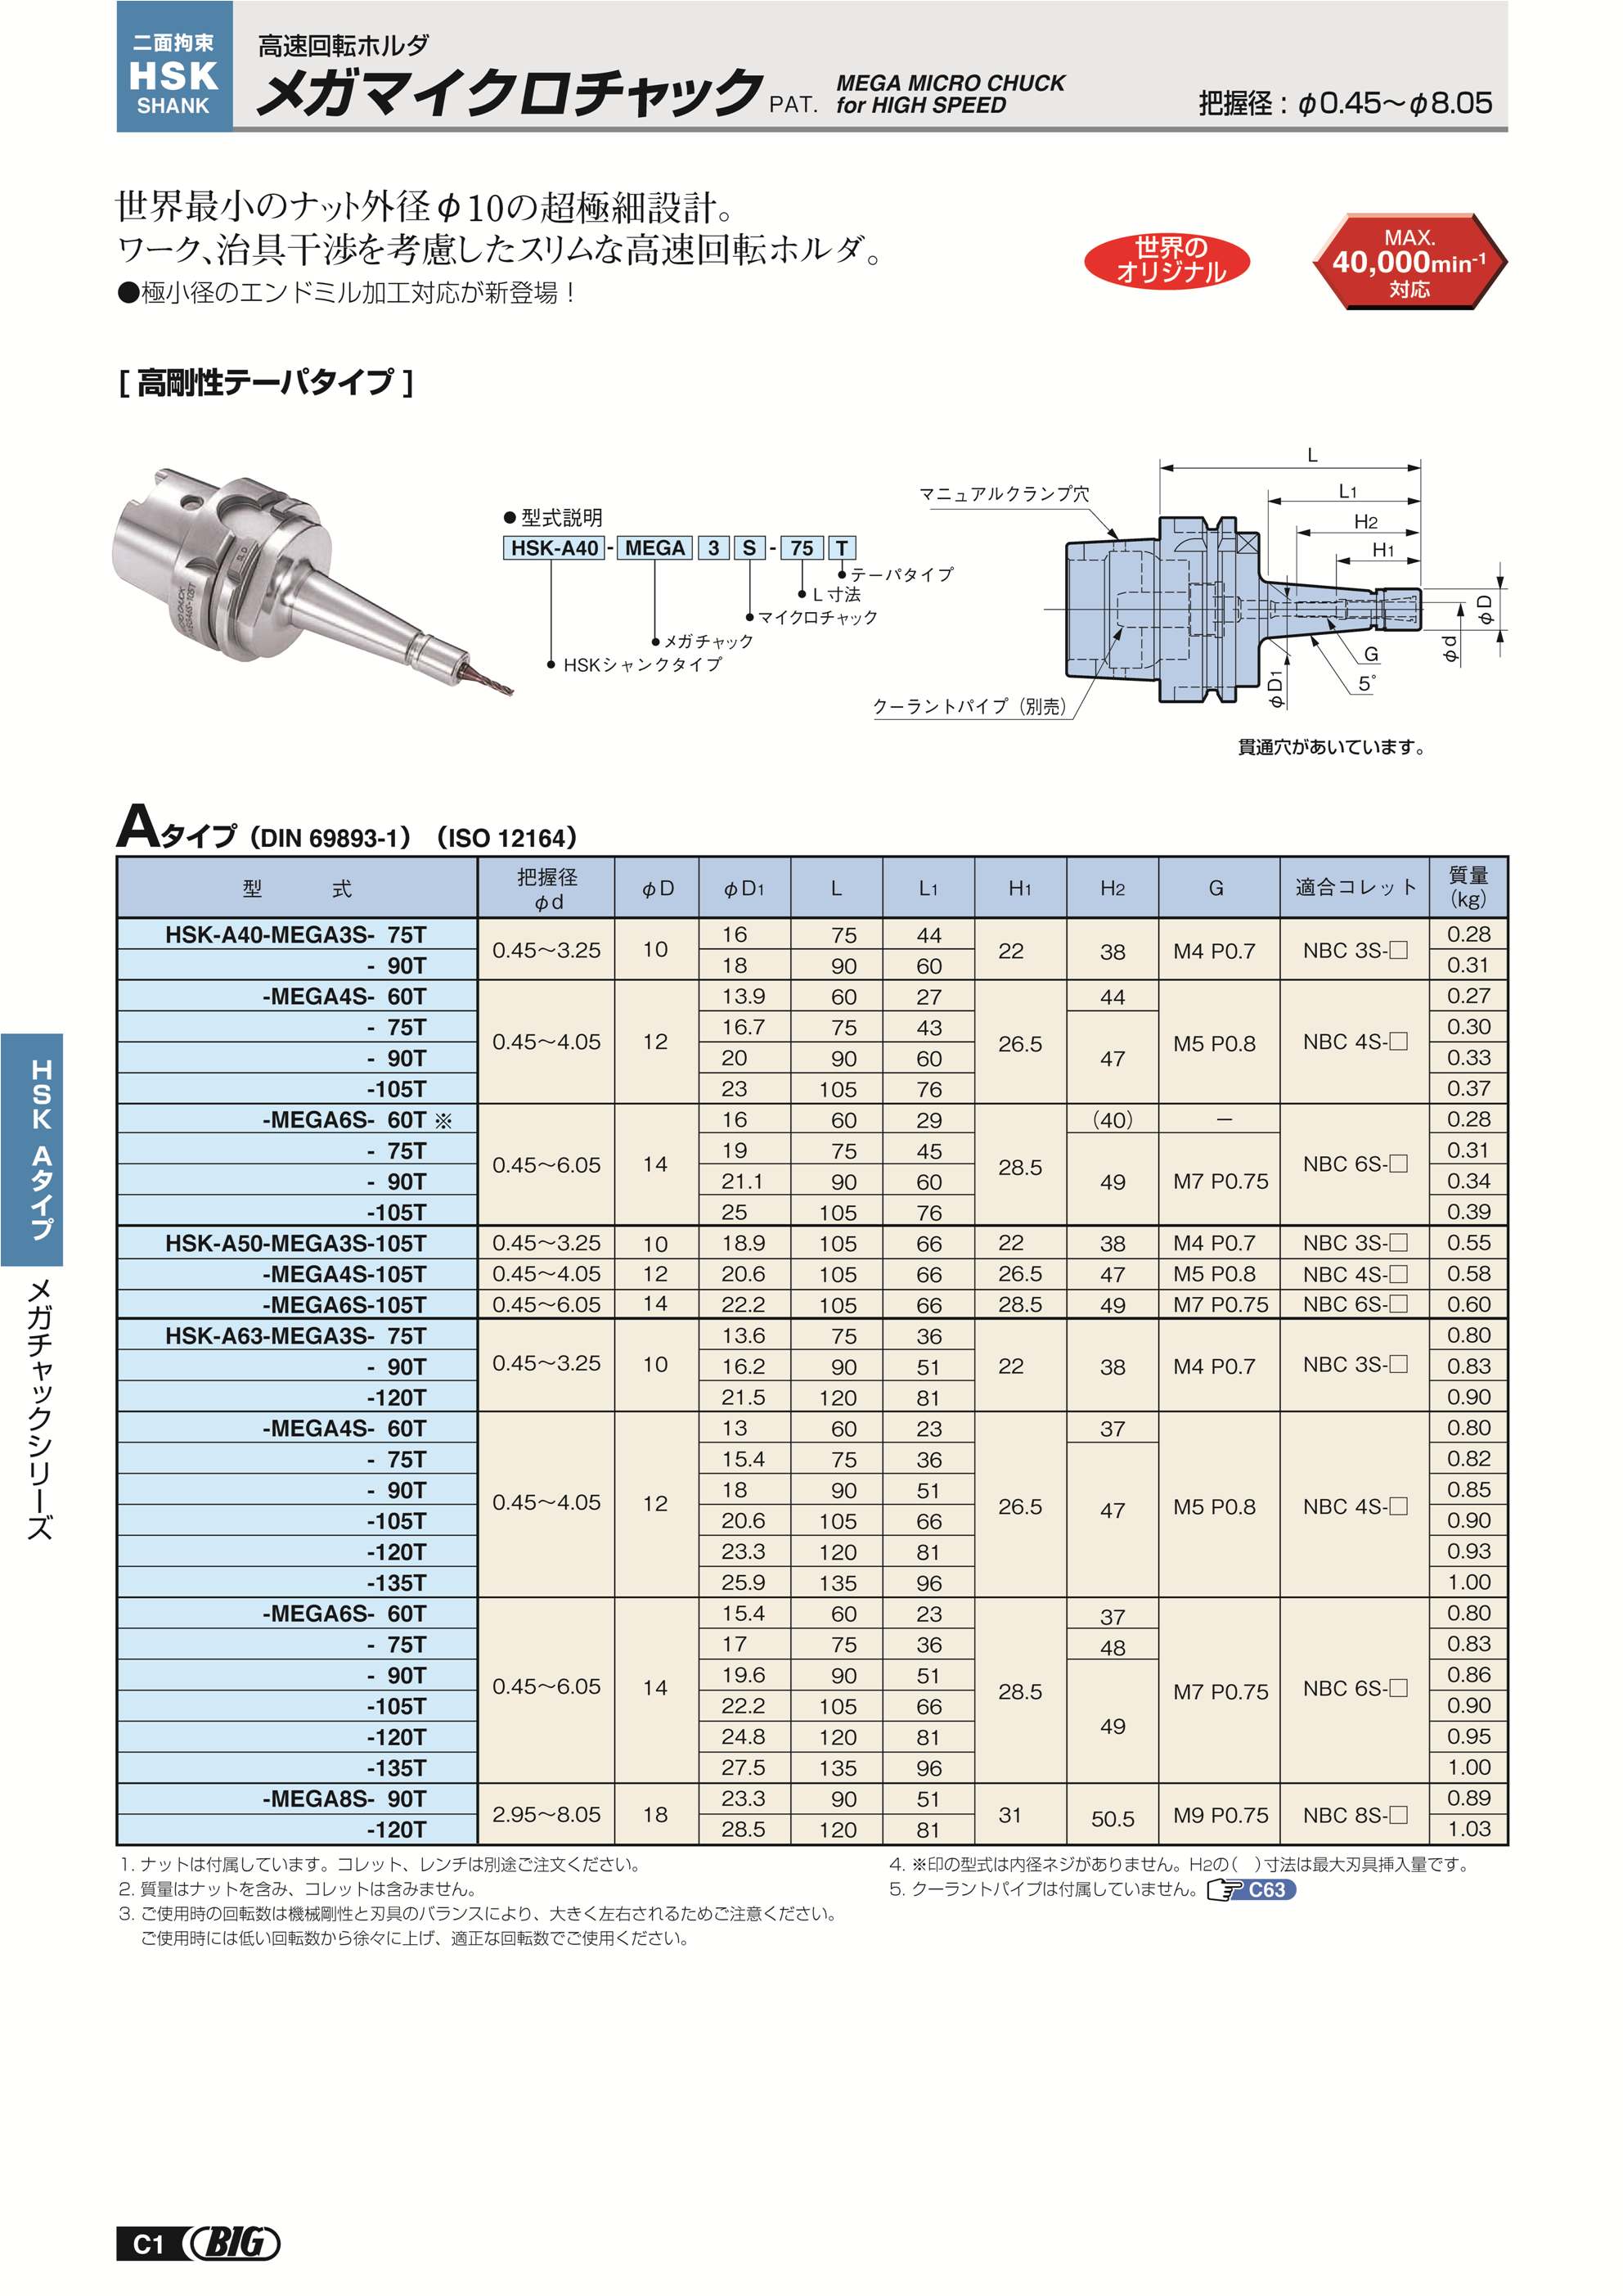 二面拘束
HSK
SHANK
高速回転ホルダ
メガマイクロチャック PAT. MEGA MICRO CHUCK for HIGH SPEED
把握径：φ0.45〜φ8.05
世界最小のナット外径φ10の超極細設計。
ワーク、治具干渉を考慮したスリムな高速回転ホルダ。
●極小径のエンドミル加工対応が新登場！
世界の
オリジナル
MAX.
40,000min-1
対応
[ 高剛性テーパタイプ ]
● 型式説明
HSK-A40 - MEGA 3 S - 75 T
● テーパタイプ
● L 寸法
● マイクロチャック
● メガチャック
● HSKシャンクタイプ
マニュアルクランプ穴
クーラントパイプ（別売）
L
L1
H2
H1
φD
φd
G
5°
φD1
貫通穴があいています。
Aタイプ（DIN 69893-1）（ISO 12164）
型 式 把握径 φd φD φD1 L L1 H1 H2 G 適合コレット 質量 (kg)
HSK-A40-MEGA3S- 75T 0.45〜3.25 10 16 75 44 22 38 M4 P0.7 NBC 3S-□ 0.28
- 90T 18 90 60 0.31
-MEGA4S- 60T 0.45〜4.05 12 13.9 60 27 26.5 44 M5 P0.8 NBC 4S-□ 0.27
- 75T 16.7 75 43 47 0.30
- 90T 20 90 60 0.33
-105T 23 105 76 0.37
-MEGA6S- 60T ※ 0.45〜6.05 14 16 60 29 28.5 (40) － NBC 6S-□ 0.28
- 75T 19 75 45 49 M7 P0.75 0.31
- 90T 21.1 90 60 0.34
-105T 25 105 76 0.39
HSK-A50-MEGA3S-105T 0.45〜3.25 10 18.9 105 66 22 38 M4 P0.7 NBC 3S-□ 0.55
-MEGA4S-105T 0.45〜4.05 12 20.6 105 66 26.5 47 M5 P0.8 NBC 4S-□ 0.58
-MEGA6S-105T 0.45〜6.05 14 22.2 105 66 28.5 49 M7 P0.75 NBC 6S-□ 0.60
HSK-A63-MEGA3S- 75T 0.45〜3.25 10 13.6 75 36 22 38 M4 P0.7 NBC 3S-□ 0.80
- 90T 16.2 90 51 0.83
-120T 21.5 120 81 0.90
-MEGA4S- 60T 0.45〜4.05 12 13 60 23 26.5 37 M5 P0.8 NBC 4S-□ 0.80
- 75T 15.4 75 36 47 0.82
- 90T 18 90 51 0.85
-105T 20.6 105 66 0.90
-120T 23.3 120 81 0.93
-135T 25.9 135 96 1.00
-MEGA6S- 60T 0.45〜6.05 14 15.4 60 23 28.5 37 M7 P0.75 NBC 6S-□ 0.80
- 75T 17 75 36 48 0.83
- 90T 19.6 90 51 49 0.86
-105T 22.2 105 66 0.90
-120T 24.8 120 81 0.95
-135T 27.5 135 96 1.00
-MEGA8S- 90T 2.95〜8.05 18 23.3 90 51 31 50.5 M9 P0.75 NBC 8S-□ 0.89
-120T 28.5 120 81 1.03
1. ナットは付属しています。コレット、レンチは別途ご注文ください。
2. 質量はナットを含み、コレットは含みません。
3. ご使用時の回転数は機械剛性と刃具のバランスにより、大きく左右されるためご注意ください。
ご使用時には低い回転数から徐々に上げ、適正な回転数でご使用ください。
4. ※印の型式は内径ネジがありません。H2の( )寸法は最大刃具挿入量です。
5. クーラントパイプは付属していません。 C63
HSK Aタイプ
メガチャックシリーズ
C1 BIG